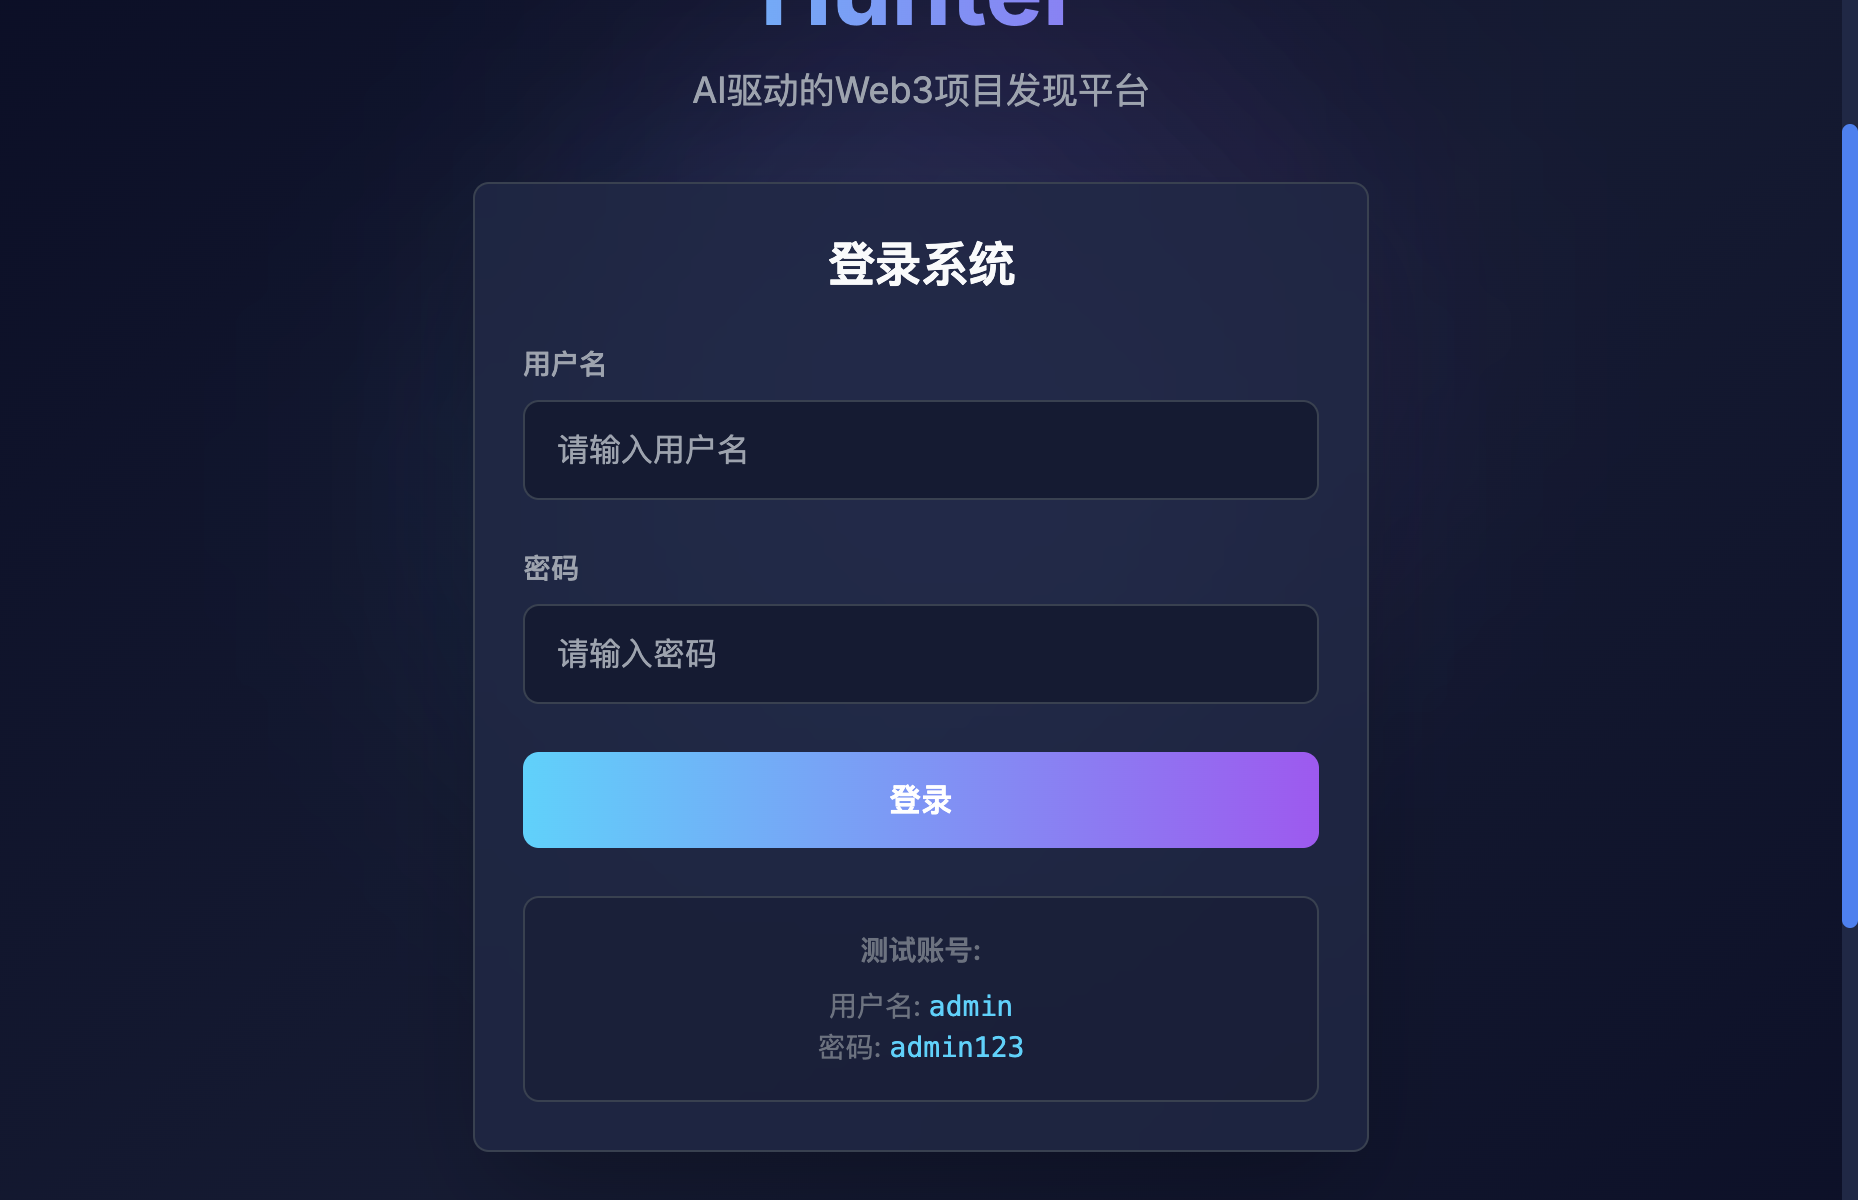 Hunter
AI驱动的Web3项目发现平台
登录系统
用户名
请输入用户名
密码
请输入密码
登录
测试账号:
用户名: admin
密码: admin123